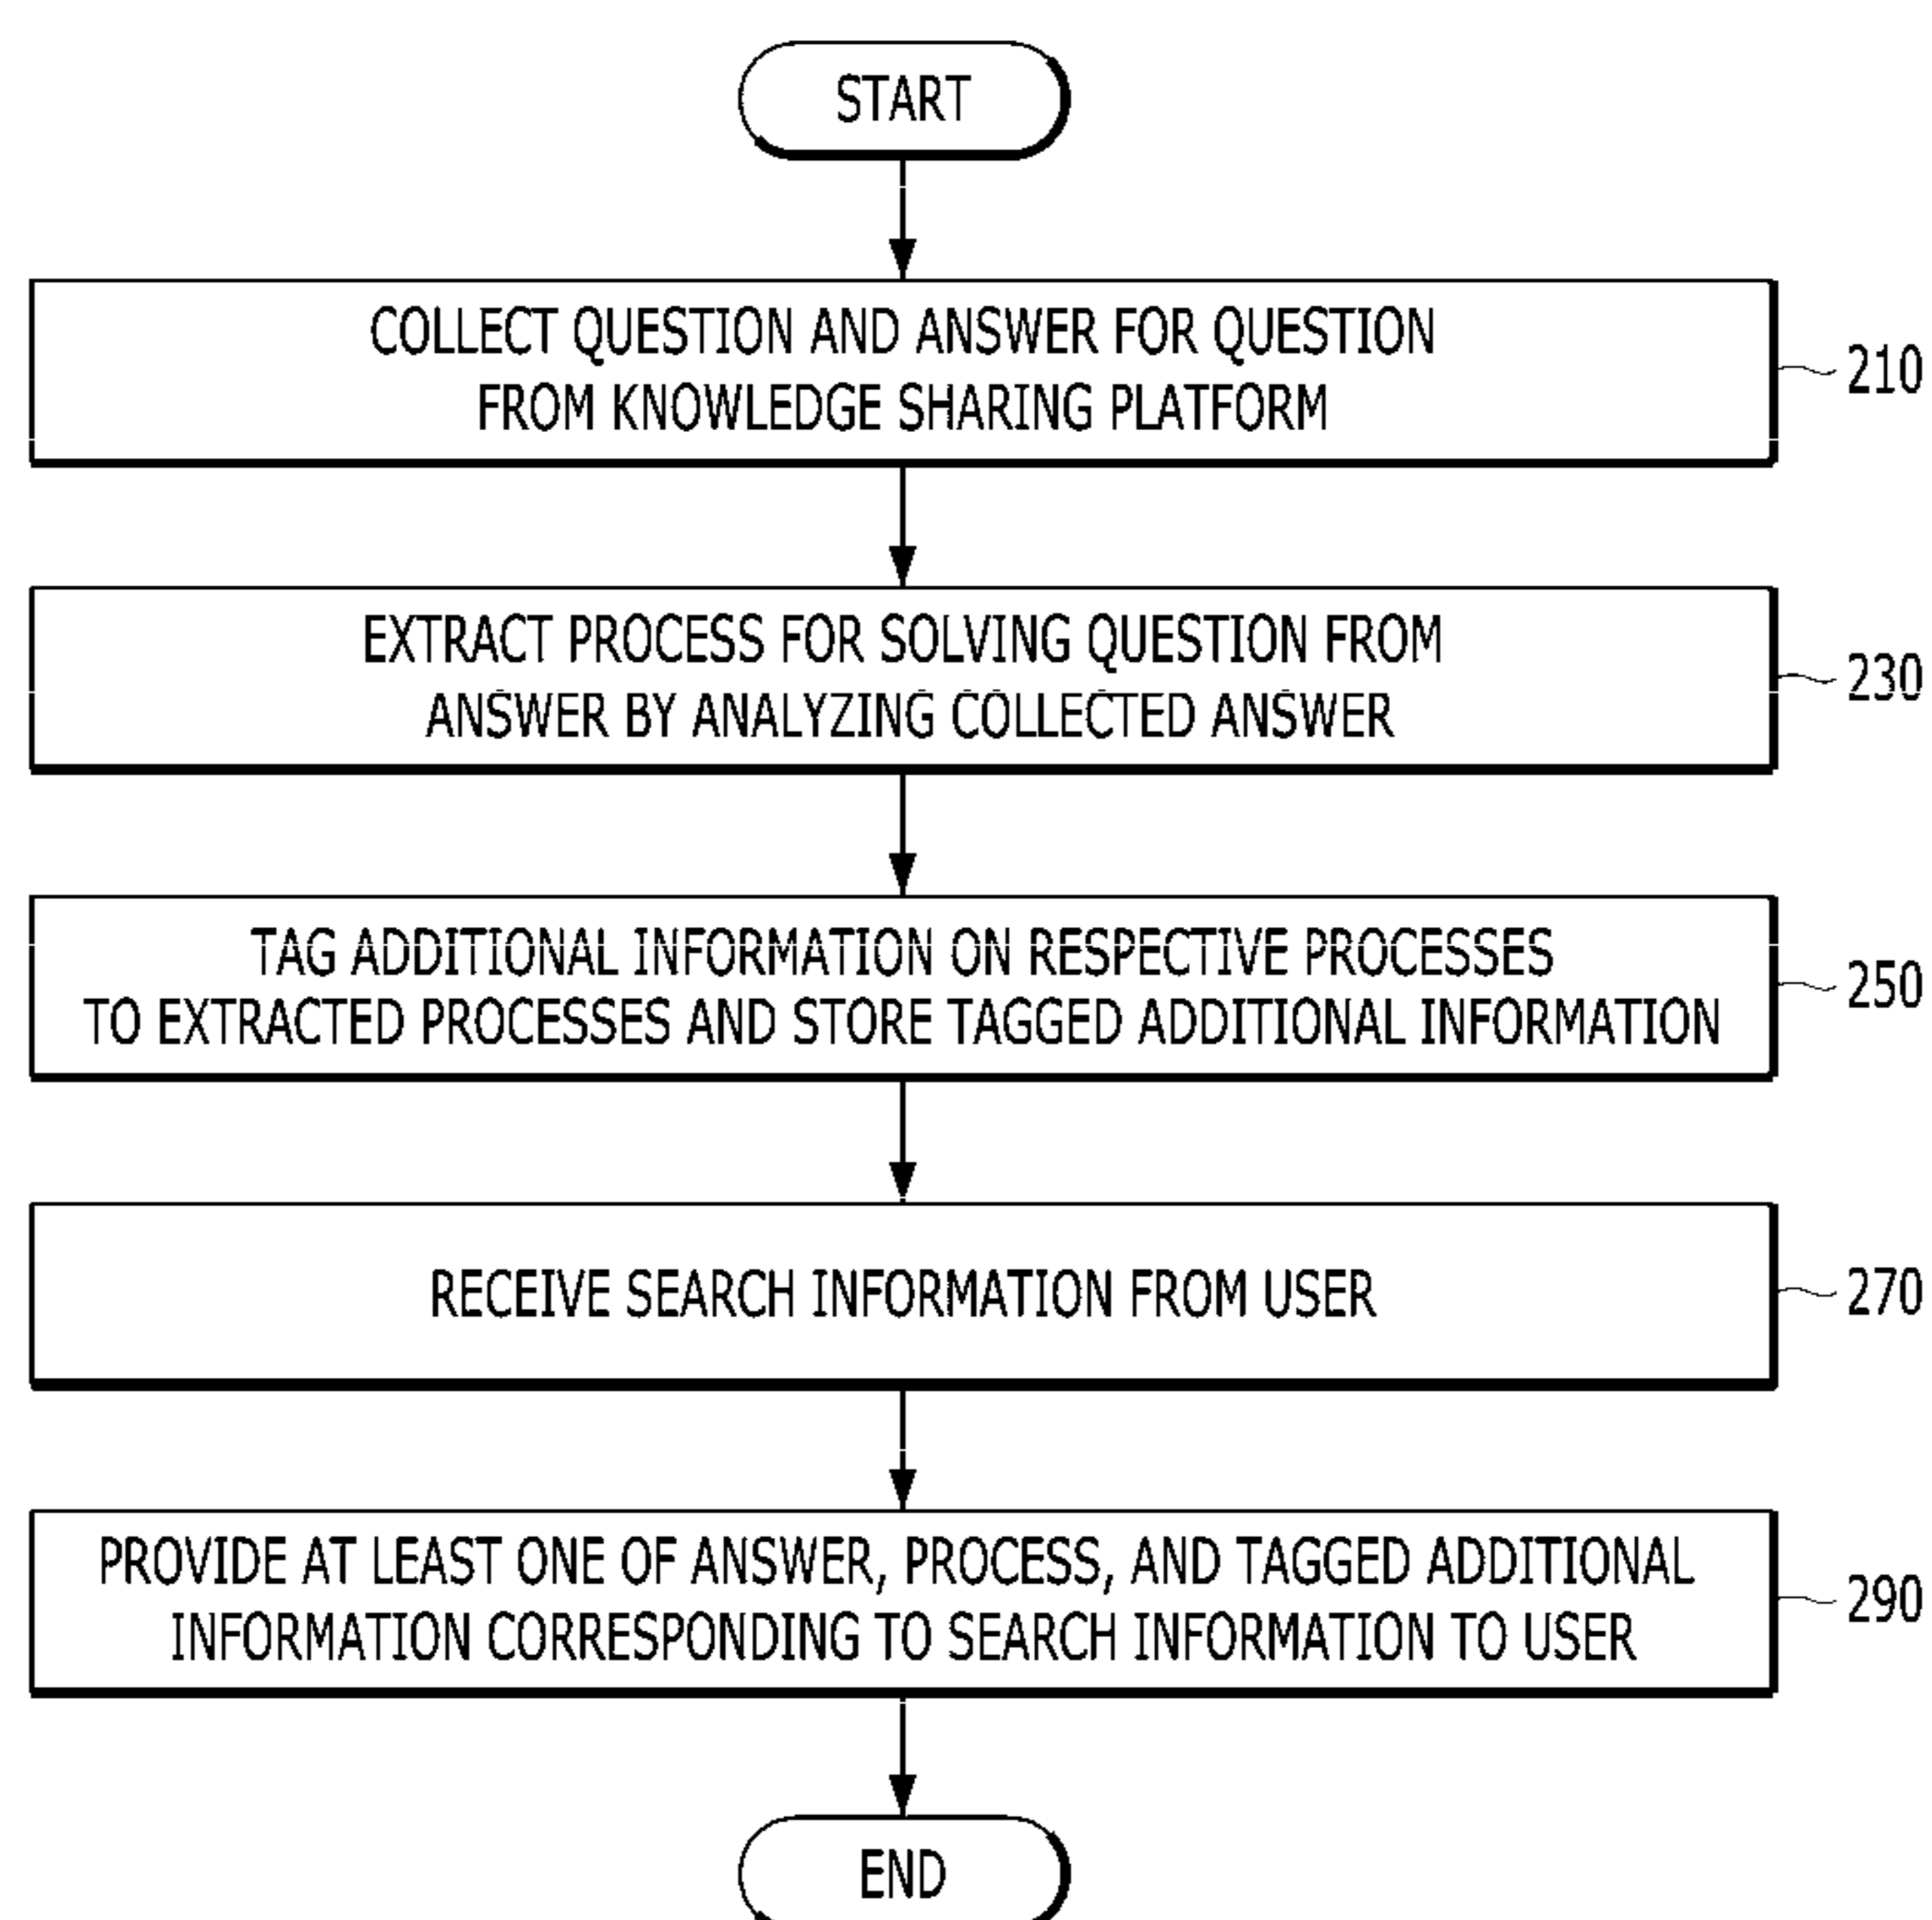 START
COLLECT QUESTION AND ANSWER FOR QUESTION
FROM KNOWLEDGE SHARING PLATFORM
210
EXTRACT PROCESS FOR SOLVING QUESTION FROM
ANSWER BY ANALYZING COLLECTED ANSWER
230
TAG ADDITIONAL INFORMATION ON RESPECTIVE PROCESSES
TO EXTRACTED PROCESSES AND STORE TAGGED ADDITIONAL INFORMATION
250
RECEIVE SEARCH INFORMATION FROM USER
270
PROVIDE AT LEAST ONE OF ANSWER, PROCESS, AND TAGGED ADDITIONAL
INFORMATION CORRESPONDING TO SEARCH INFORMATION TO USER
290
END